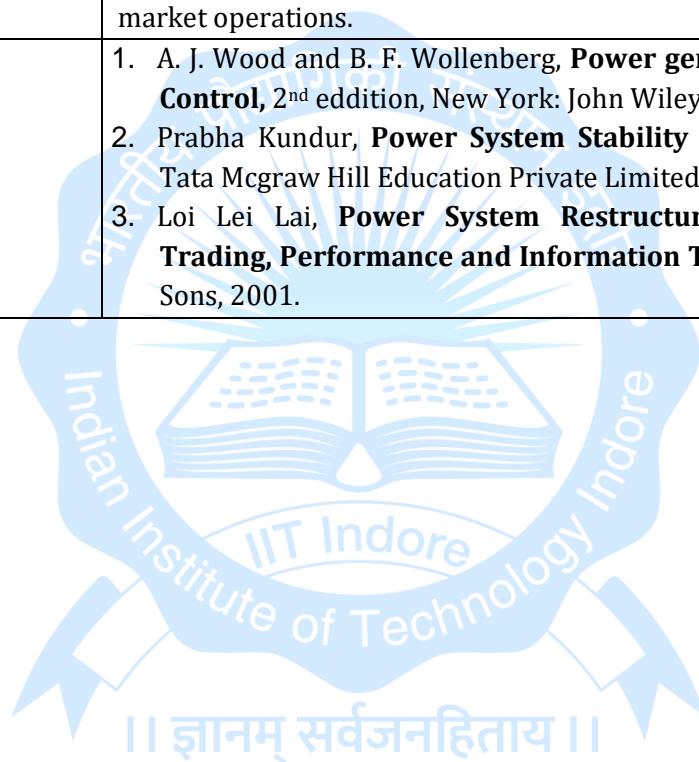 market operations.
1. A. J. Wood and B. F. Wollenberg, Power ge
Control, 2nd eddition, New York: John Wiley
2. Prabha Kundur, Power System Stability
Tata Mcgraw Hill Education Private Limited
3. Loi Lei Lai, Power System Restructu
Trading, Performance and Information
Sons, 2001.
भारतीय प्रौद्योगिकी संस्थान इंदौर
Indian Institute of Technology Indore
IIT Indore
।। ज्ञानम् सर्वजनहिताय ।।